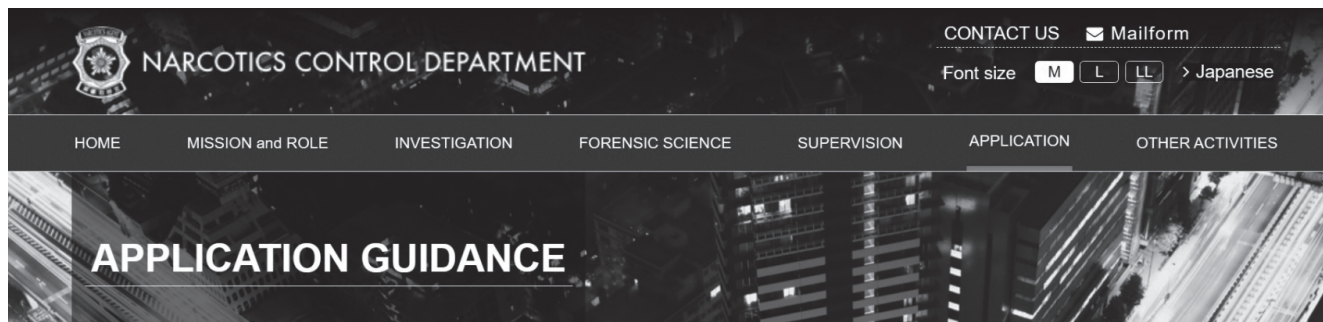 NARCOTICS CONTROL DEPARTMENT
CONTACT US Mailform
Font size M L LL > Japanese
HOME MISSION and ROLE INVESTIGATION FORENSIC SCIENCE SUPERVISION APPLICATION OTHER ACTIVITIES
APPLICATION GUIDANCE